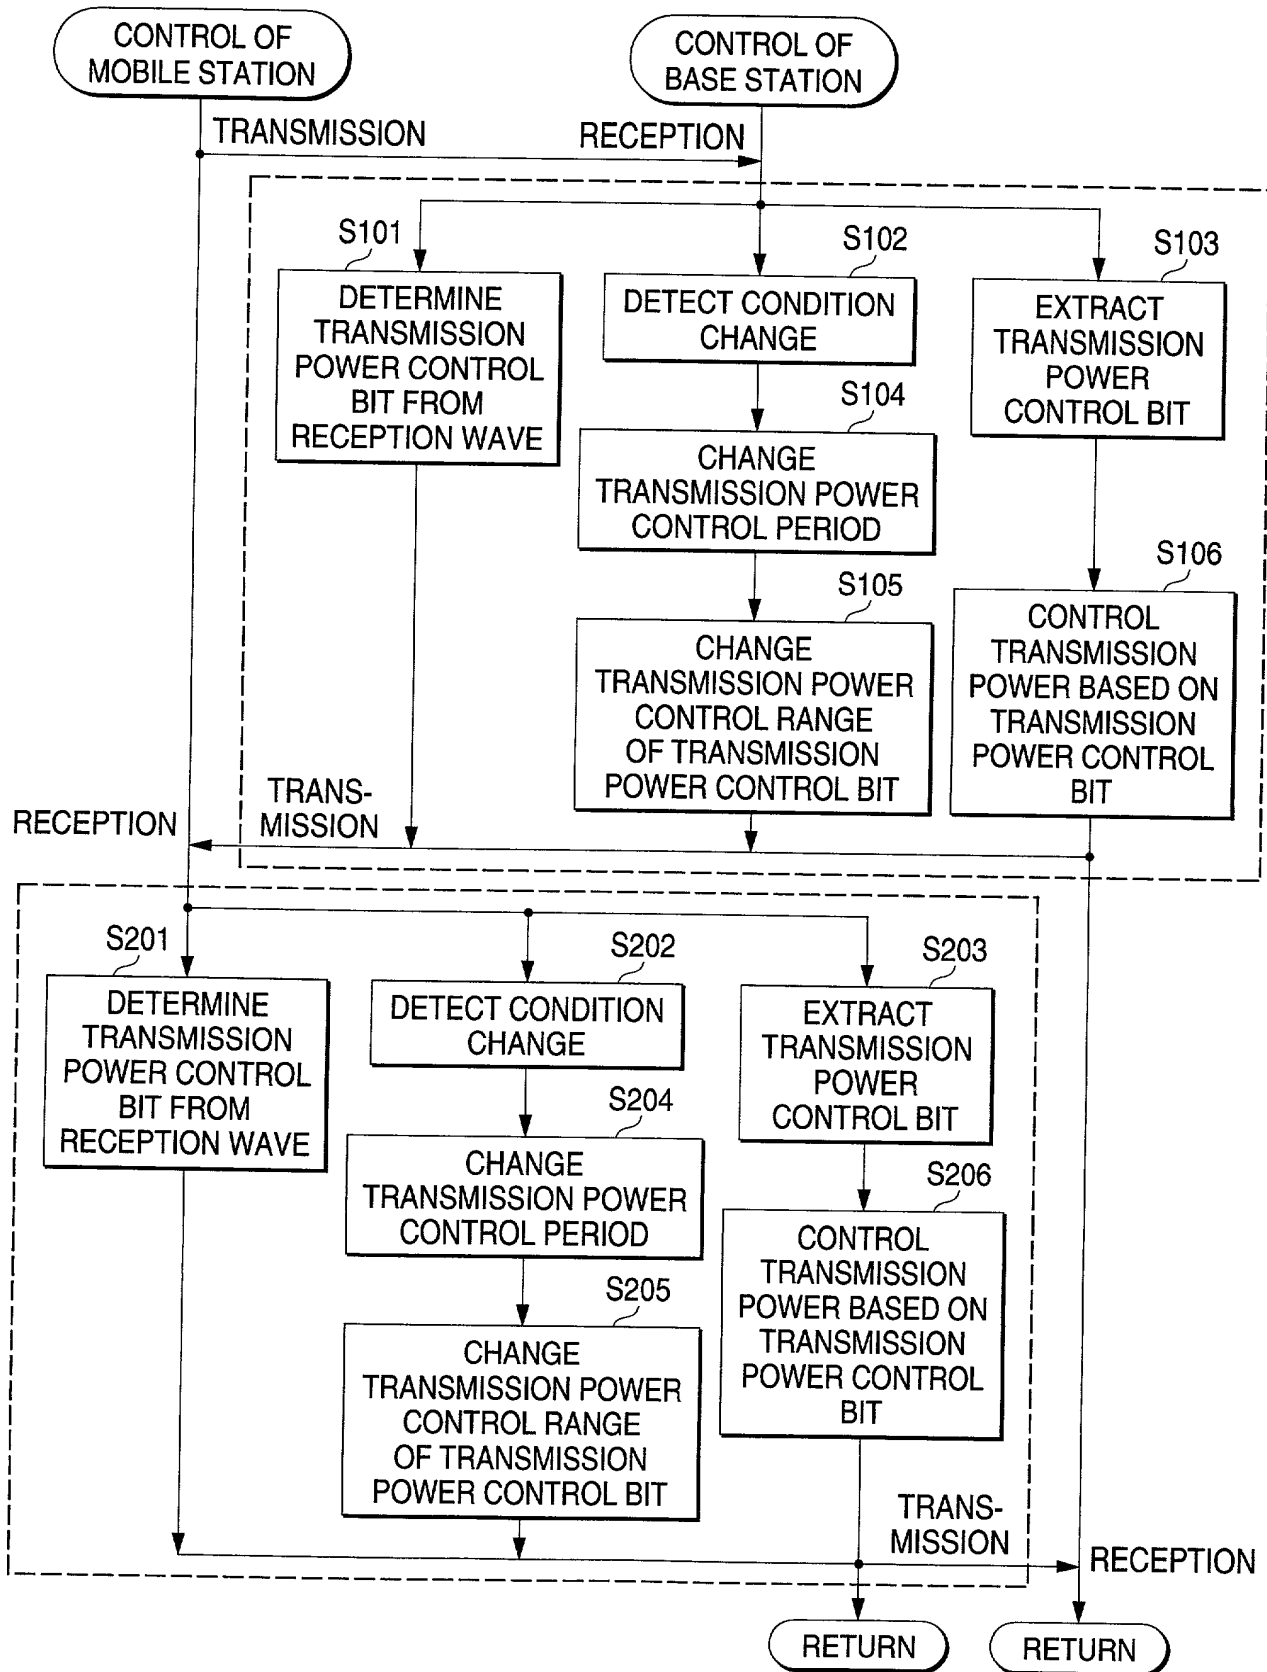 CONTROL OF
MOBILE STATION
CONTROL OF
BASE STATION
TRANSMISSION
RECEPTION
S101
DETERMINE
TRANSMISSION
POWER CONTROL
BIT FROM
RECEPTION WAVE
S102
DETECT CONDITION
CHANGE
S103
EXTRACT
TRANSMISSION
POWER
CONTROL BIT
S104
CHANGE
TRANSMISSION POWER
CONTROL PERIOD
S105
CHANGE
TRANSMISSION POWER
CONTROL RANGE
OF TRANSMISSION
POWER CONTROL BIT
S106
CONTROL
TRANSMISSION
POWER BASED ON
TRANSMISSION
POWER CONTROL
BIT
RECEPTION
TRANS-
MISSION
S201
DETERMINE
TRANSMISSION
POWER CONTROL
BIT FROM
RECEPTION WAVE
S202
DETECT CONDITION
CHANGE
S203
EXTRACT
TRANSMISSION
POWER
CONTROL BIT
S204
CHANGE
TRANSMISSION POWER
CONTROL PERIOD
S205
CHANGE
TRANSMISSION POWER
CONTROL RANGE
OF TRANSMISSION
POWER CONTROL BIT
S206
CONTROL
TRANSMISSION
POWER BASED ON
TRANSMISSION
POWER CONTROL
BIT
TRANS-
MISSION
RECEPTION
RETURN
RETURN